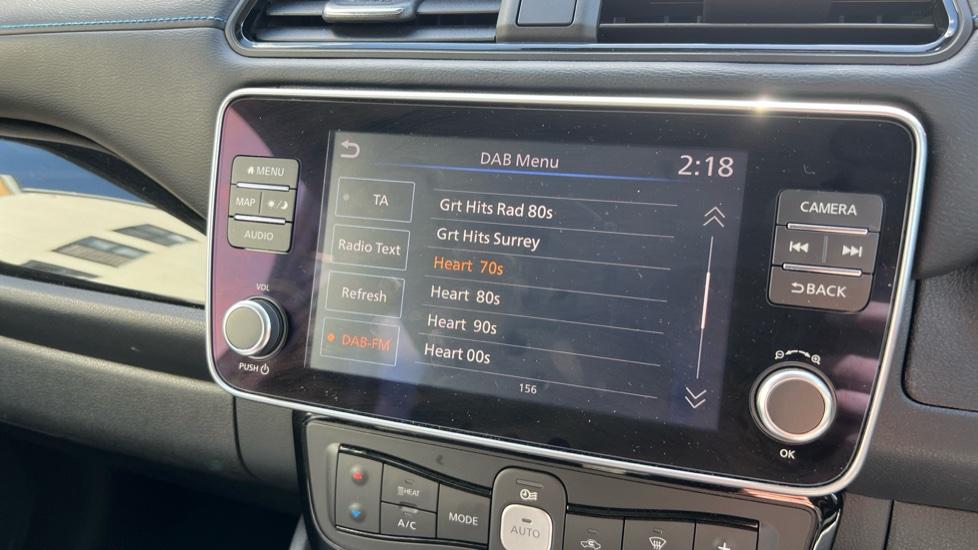 DAB Menu
2:18
MENU
MAP
AUDIO
TA
Radio Text
Refresh
DAB-FM
Grt Hits Rad 80s
Grt Hits Surrey
Heart 70s
Heart 80s
Heart 90s
Heart 00s
156
CAMERA
BACK
VOL
PUSH
OK
HEAT
A/C
MODE
AUTO